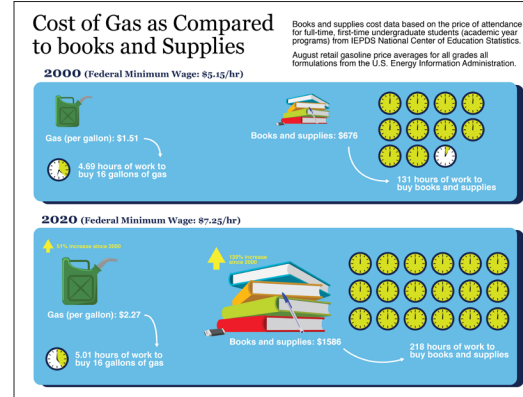 Cost of Gas as Compared
to books and Supplies
Books and supplies cost data based on the price of attendance
for full-time, first-time undergraduate students (academic year
programs) from IEPDS National Center of Education Statistics.
August retail gasoline price averages for all grades all
formulations from the U.S. Energy Information Administration.
2000 (Federal Minimum Wage: $5.15/hr)
Gas (per gallon): $1.51
4.69 hours of work to
buy 16 gallons of gas
Books and supplies: $676
131 hours of work to
buy books and supplies
2020 (Federal Minimum Wage: $7.25/hr)
increase since
increase
since
Gas (per gallon): $2.27
5.01 hours of work to
buy 16 gallons of gas
Books and supplies: $1586
218 hours of work to
buy books and supplies